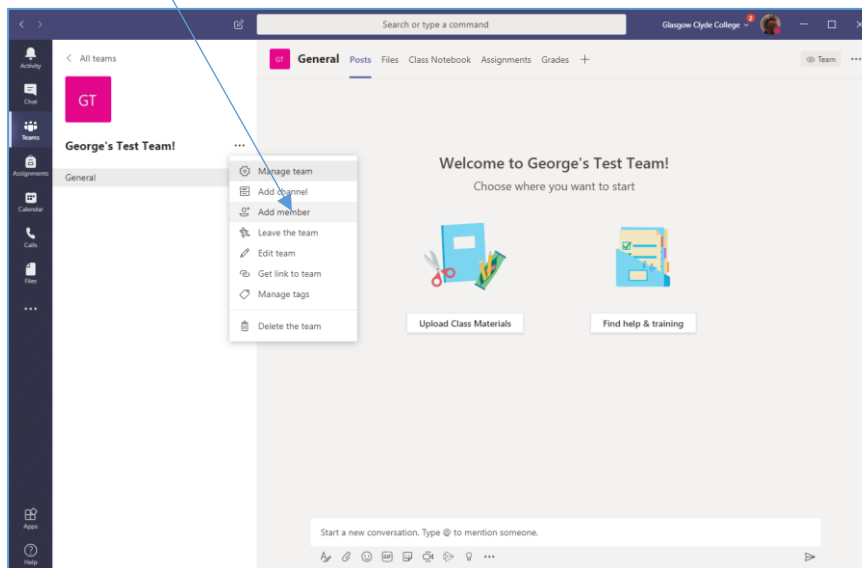 Search or type a command
Glasgow Clyde College
2
Activity
Chat
Teams
Assignments
Calendar
Calls
Files
Apps
Help
All teams
GT
George's Test Team!
General
GT General Posts Files Class Notebook Assignments Grades
Team
Manage team
Add channel
Add member
Leave the team
Edit team
Get link to team
Manage tags
Delete the team
Welcome to George's Test Team!
Choose where you want to start
Upload Class Materials
Find help & training
Start a new conversation. Type @ to mention someone.
GIF